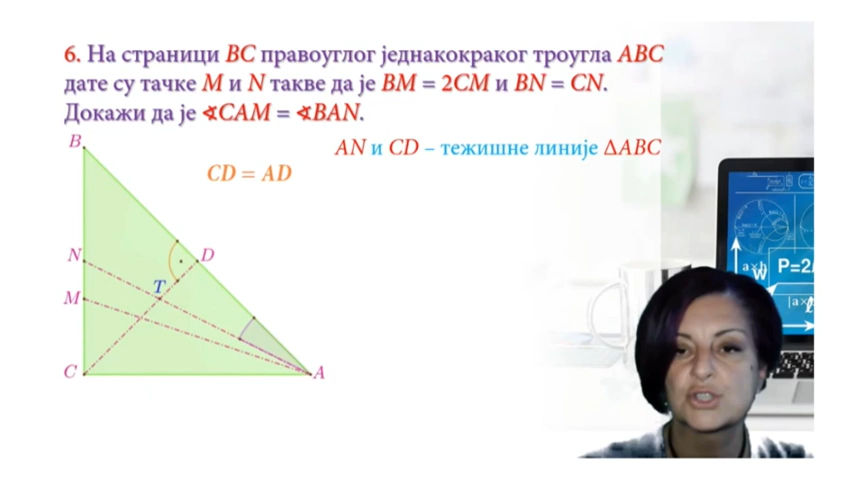 6. На страници BC правоуглог једнакокраког троугла ABC
дате су тачке M и N такве да је BM = 2CM и BN = CN.
Докажи да је ∢CAM = ∢BAN.
AN и CD – тежишне линије ΔABC
CD = AD
B
N
D
T
M
C
A